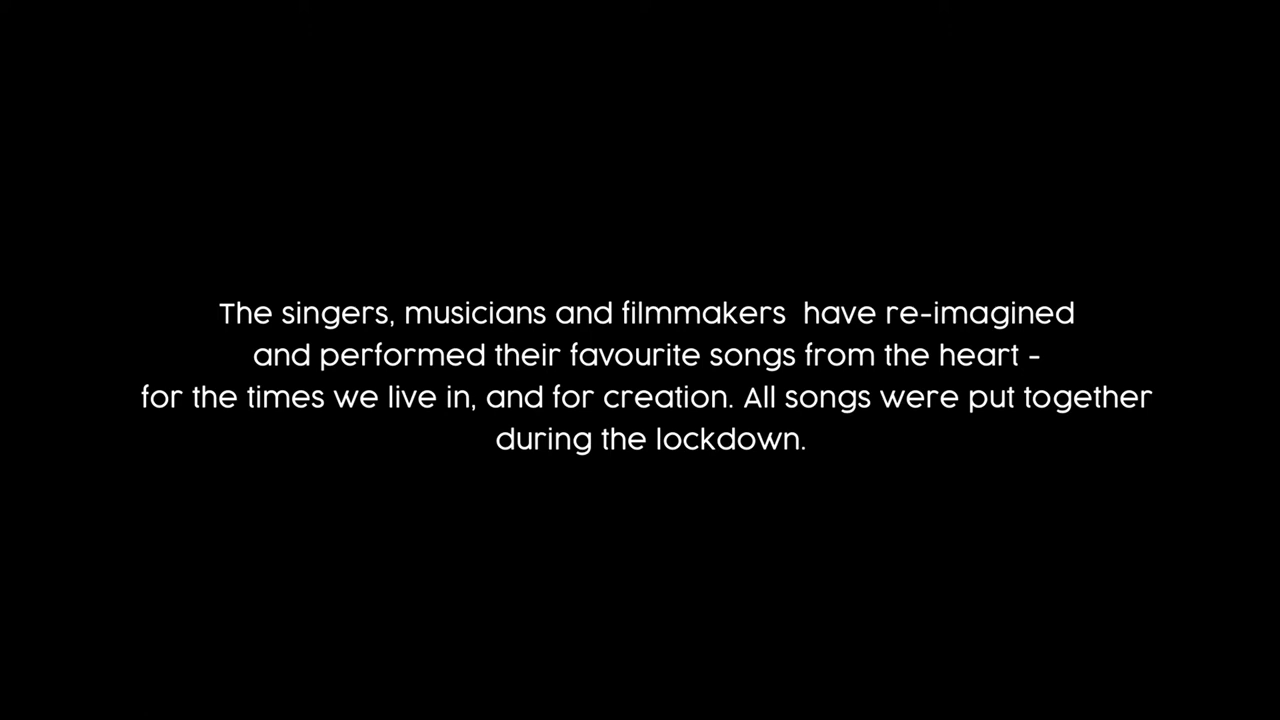 The singers, musicians and filmmakers  have re-imagined
and performed their favourite songs from the heart -
for the times we live in, and for creation. All songs were put together
during the lockdown.